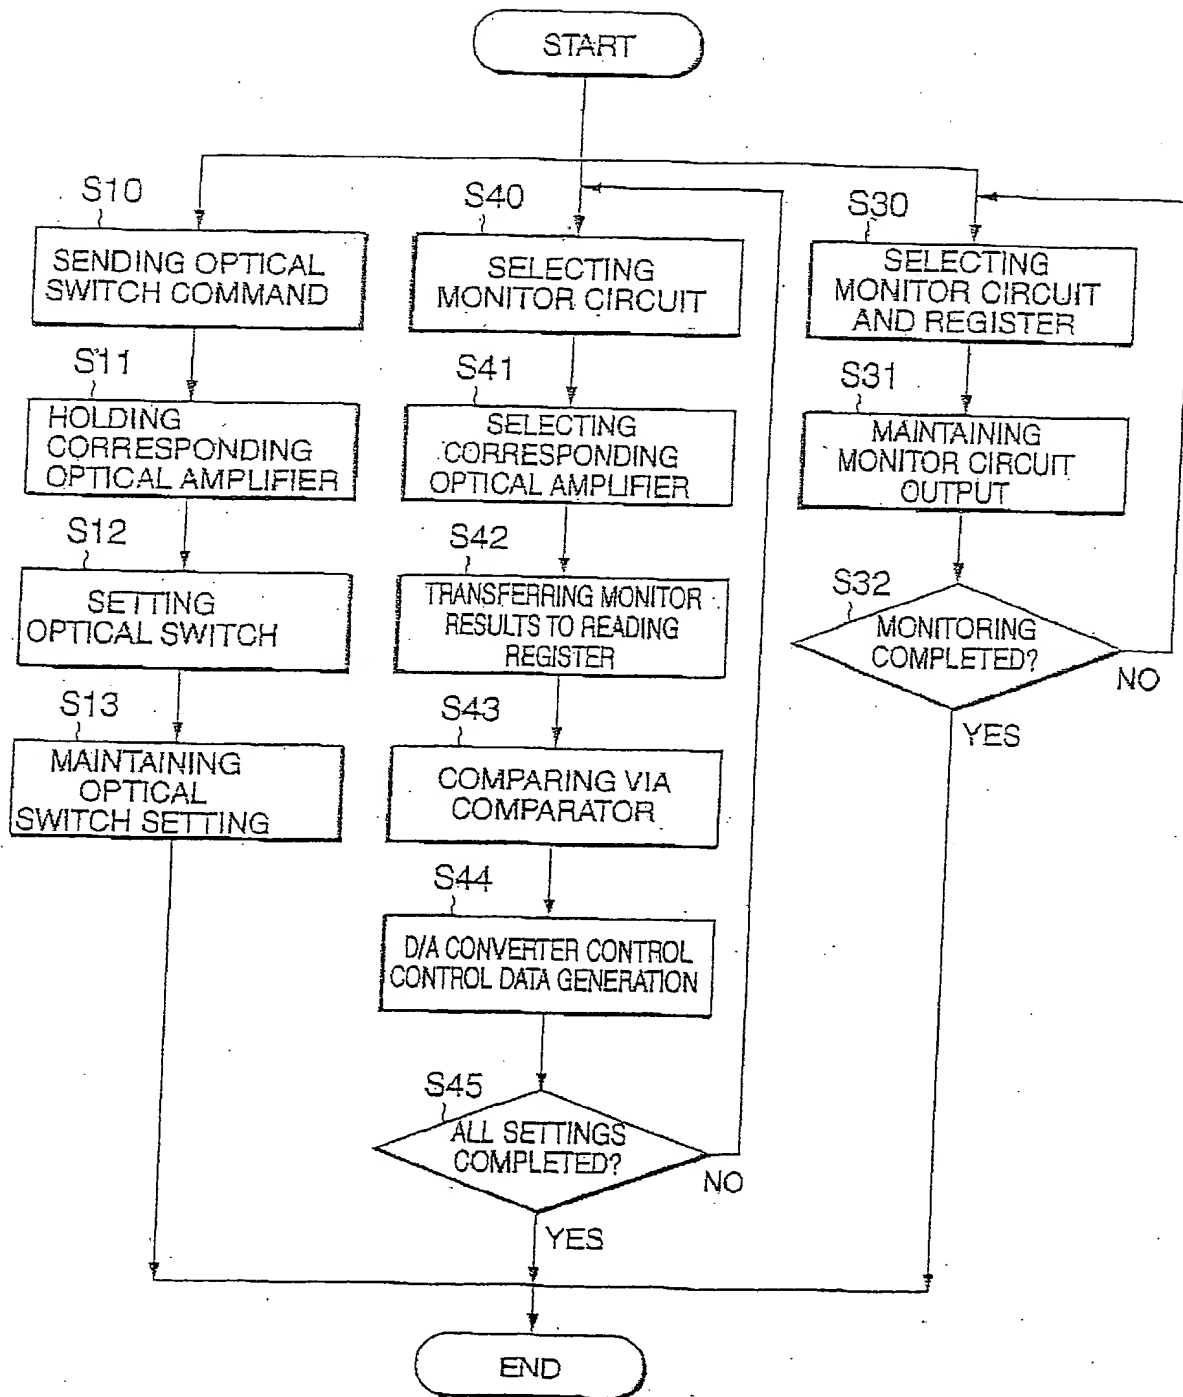 START
S10
SENDING OPTICAL
SWITCH COMMAND
S11
HOLDING
CORRESPONDING
OPTICAL AMPLIFIER
S12
SETTING
OPTICAL SWITCH
S13
MAINTAINING
OPTICAL
SWITCH SETTING
S40
SELECTING
MONITOR CIRCUIT
S41
SELECTING
CORRESPONDING
OPTICAL AMPLIFIER
S42
TRANSFERRING MONITOR
RESULTS TO READING
REGISTER
S43
COMPARING VIA
COMPARATOR
S44
D/A CONVERTER CONTROL
CONTROL DATA GENERATION
S45
ALL SETTINGS
COMPLETED?
NO
YES
S30
SELECTING
MONITOR CIRCUIT
AND REGISTER
S31
MAINTAINING
MONITOR CIRCUIT
OUTPUT
S32
MONITORING
COMPLETED?
NO
YES
END